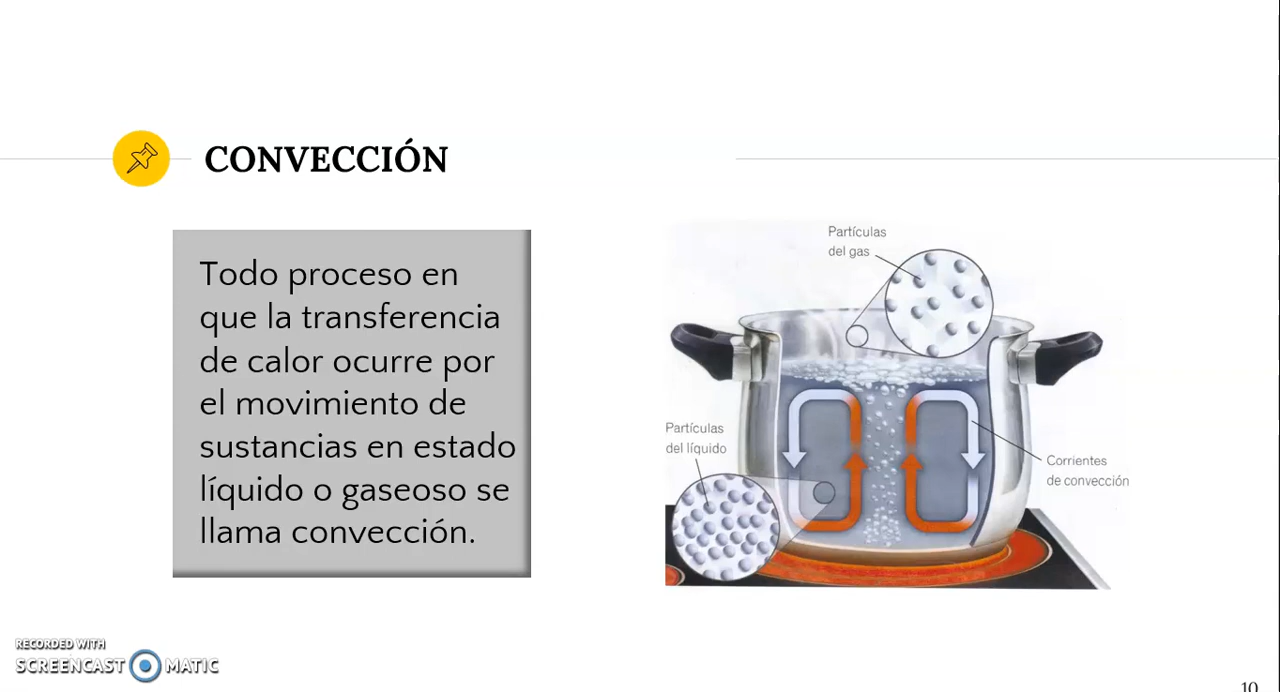 CONVECCIÓN
Todo proceso en
que la transferencia
de calor ocurre por
el movimiento de
sustancias en estado
líquido o gaseoso se
llama convección.
Partículas
del gas
Partículas
del líquido
Corrientes
de convección
RECORDED WITH
SCREENCAST MATIC
10